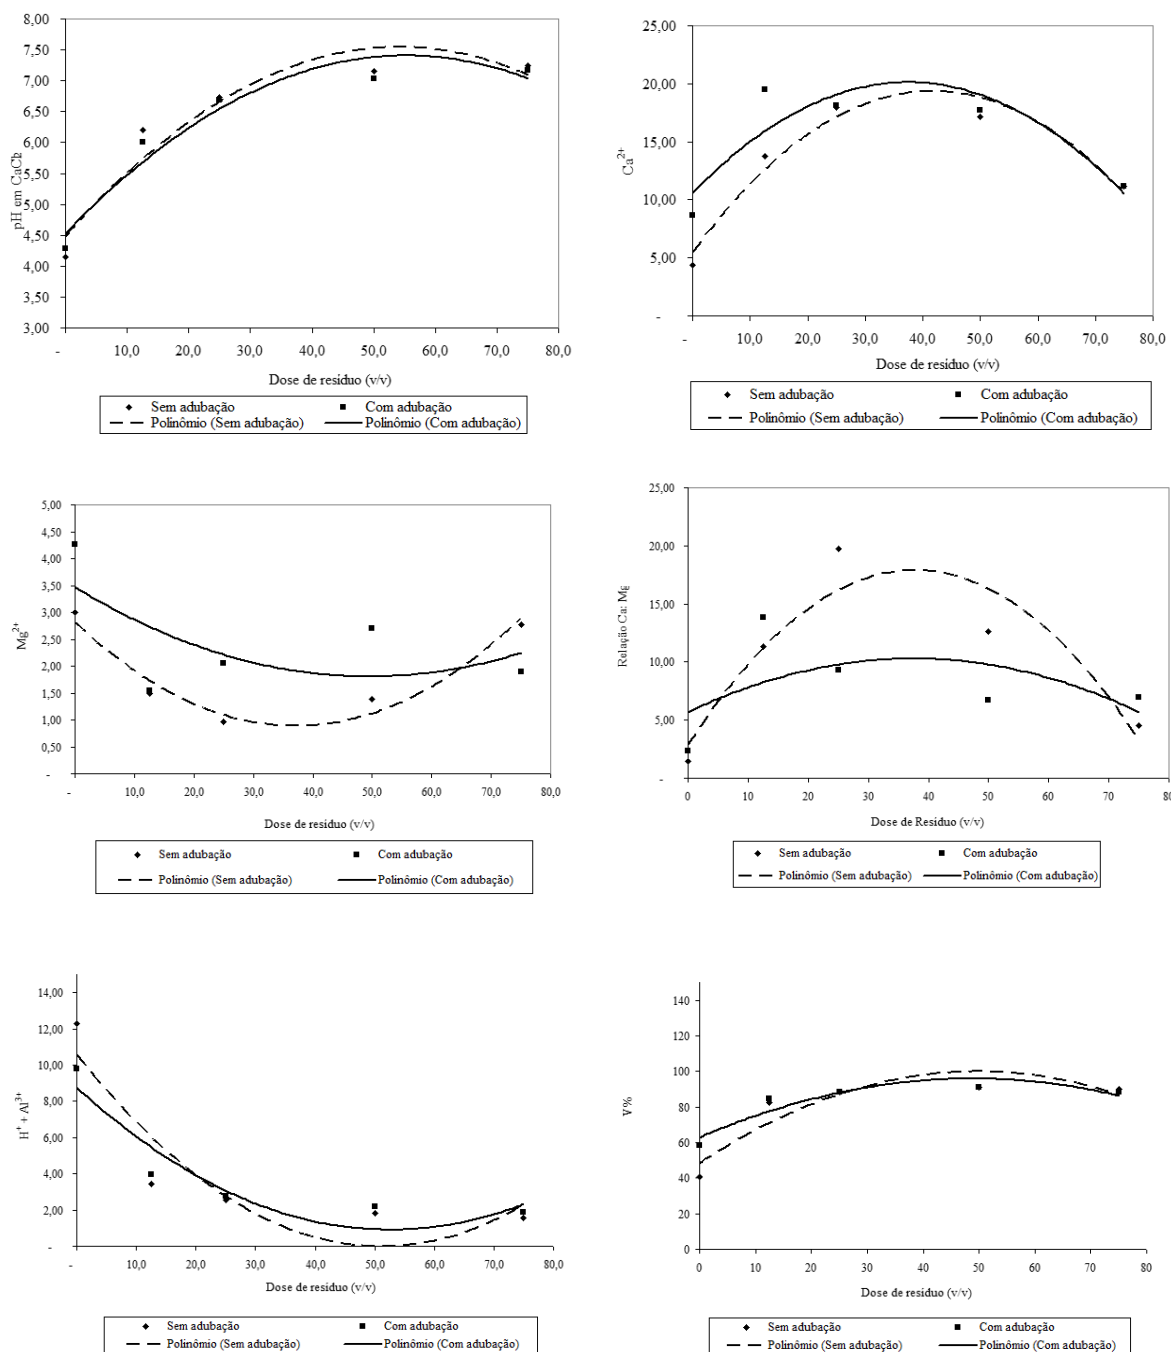 8,00
7,50
7,00
6,50
6,00
5,50
5,00
4,50
4,00
3,50
3,00
pH em CaCl₂
- 10,0 20,0 30,0 40,0 50,0 60,0 70,0 80,0
Dose de resíduo (v/v)
Sem adubação Com adubação
Polinômio (Sem adubação) Polinômio (Com adubação)
25,00
20,00
15,00
10,00
5,00
-
Ca²⁺
- 10,0 20,0 30,0 40,0 50,0 60,0 70,0 80,0
Dose de resíduo (v/v)
Sem adubação Com adubação
Polinômio (Sem adubação) Polinômio (Com adubação)
5,00
4,50
4,00
3,50
3,00
2,50
2,00
1,50
1,00
0,50
-
Mg²⁺
- 10,0 20,0 30,0 40,0 50,0 60,0 70,0 80,0
Dose de resíduo (v/v)
Sem adubação Com adubação
Polinômio (Sem adubação) Polinômio (Com adubação)
25,00
20,00
15,00
10,00
5,00
-
Relação Ca: Mg
0 10 20 30 40 50 60 70 80
Dose de Resíduo (v/v)
Sem adubação Com adubação
Polinômio (Sem adubação) Polinômio (Com adubação)
14,00
12,00
10,00
8,00
6,00
4,00
2,00
-
H⁺ + Al³⁺
- 10,0 20,0 30,0 40,0 50,0 60,0 70,0 80,0
Dose de resíduo (v/v)
Sem adubação Com adubação
Polinômio (Sem adubação) Polinômio (Com adubação)
140
120
100
80
60
40
20
0
V%
0 10 20 30 40 50 60 70 80
Dose de resíduo (v/v)
Sem adubação Com adubação
Polinômio (Sem adubação) Polinômio (Com adubação)